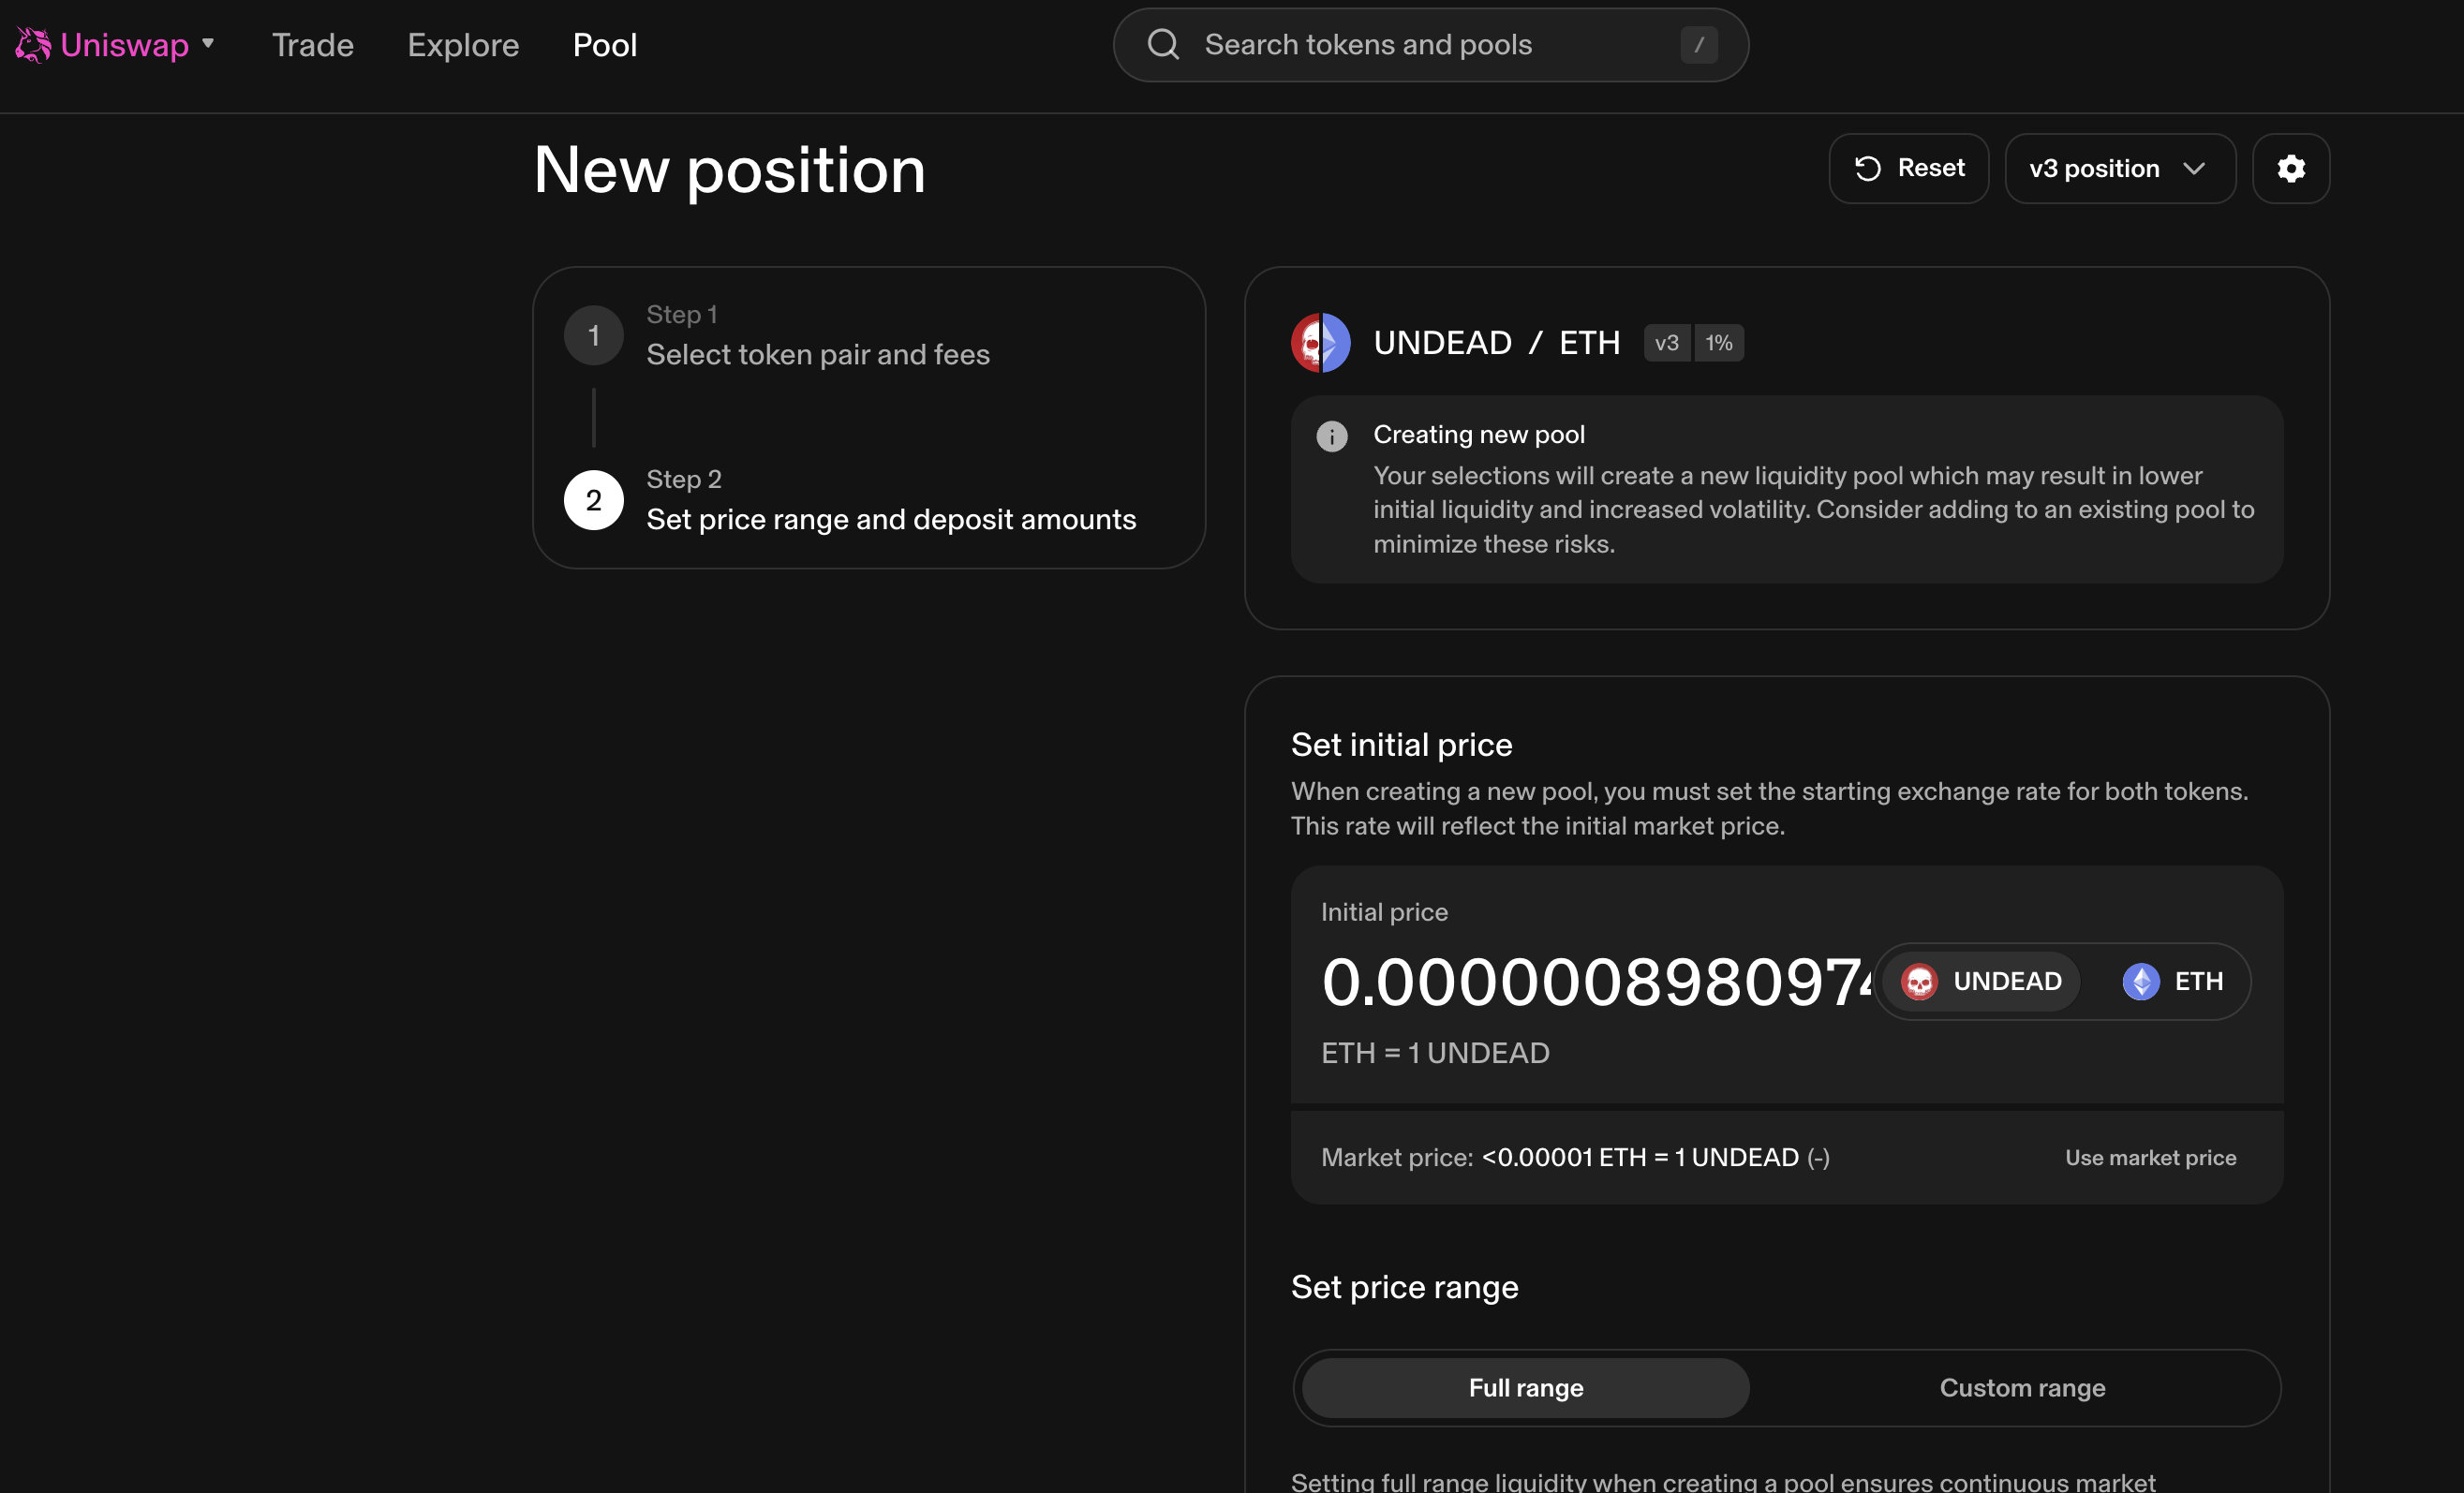 Uniswap Trade Explore Pool Search tokens and pools /
New position Reset v3 position
1 Step 1
Select token pair and fees
2 Step 2
Set price range and deposit amounts
UNDEAD / ETH v3 1%
Creating new pool
Your selections will create a new liquidity pool which may result in lower
initial liquidity and increased volatility. Consider adding to an existing pool to
minimize these risks.
Set initial price
When creating a new pool, you must set the starting exchange rate for both tokens.
This rate will reflect the initial market price.
Initial price
0.00000008980974 UNDEAD ETH
ETH = 1 UNDEAD
Market price: <0.00001 ETH = 1 UNDEAD (-) Use market price
Set price range
Full range Custom range
Setting full range liquidity when creating a pool ensures continuous market